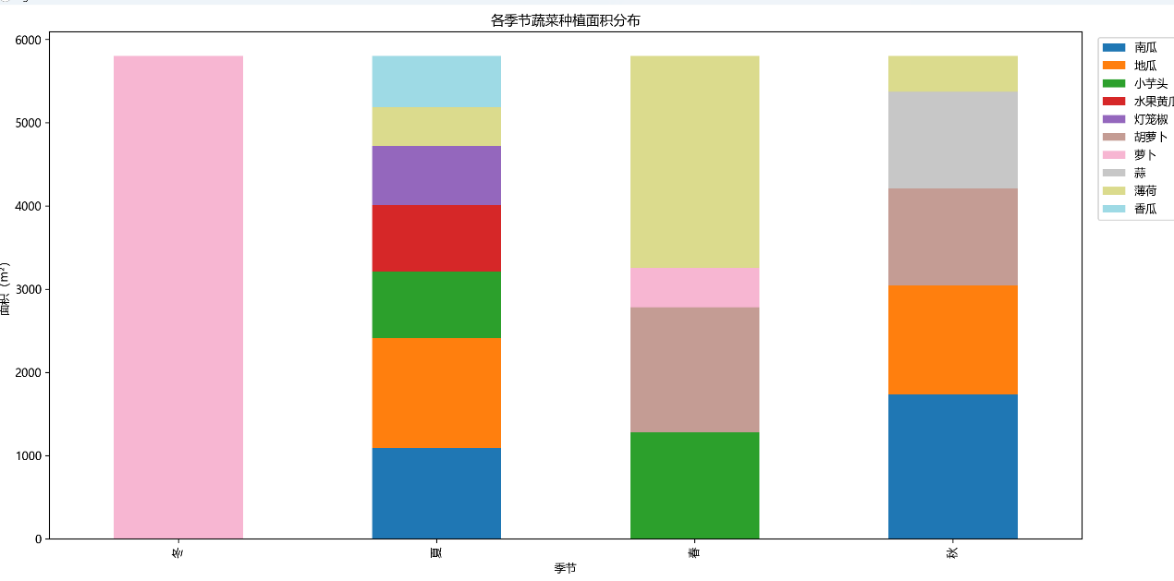 各季节蔬菜种植面积分布
6000
5000
4000
3000
2000
1000
0
面积（m²）
冬
夏
春
秋
季节
南瓜
地瓜
小芋头
水果黄瓜
灯笼椒
胡萝卜
萝卜
蒜
薄荷
香瓜